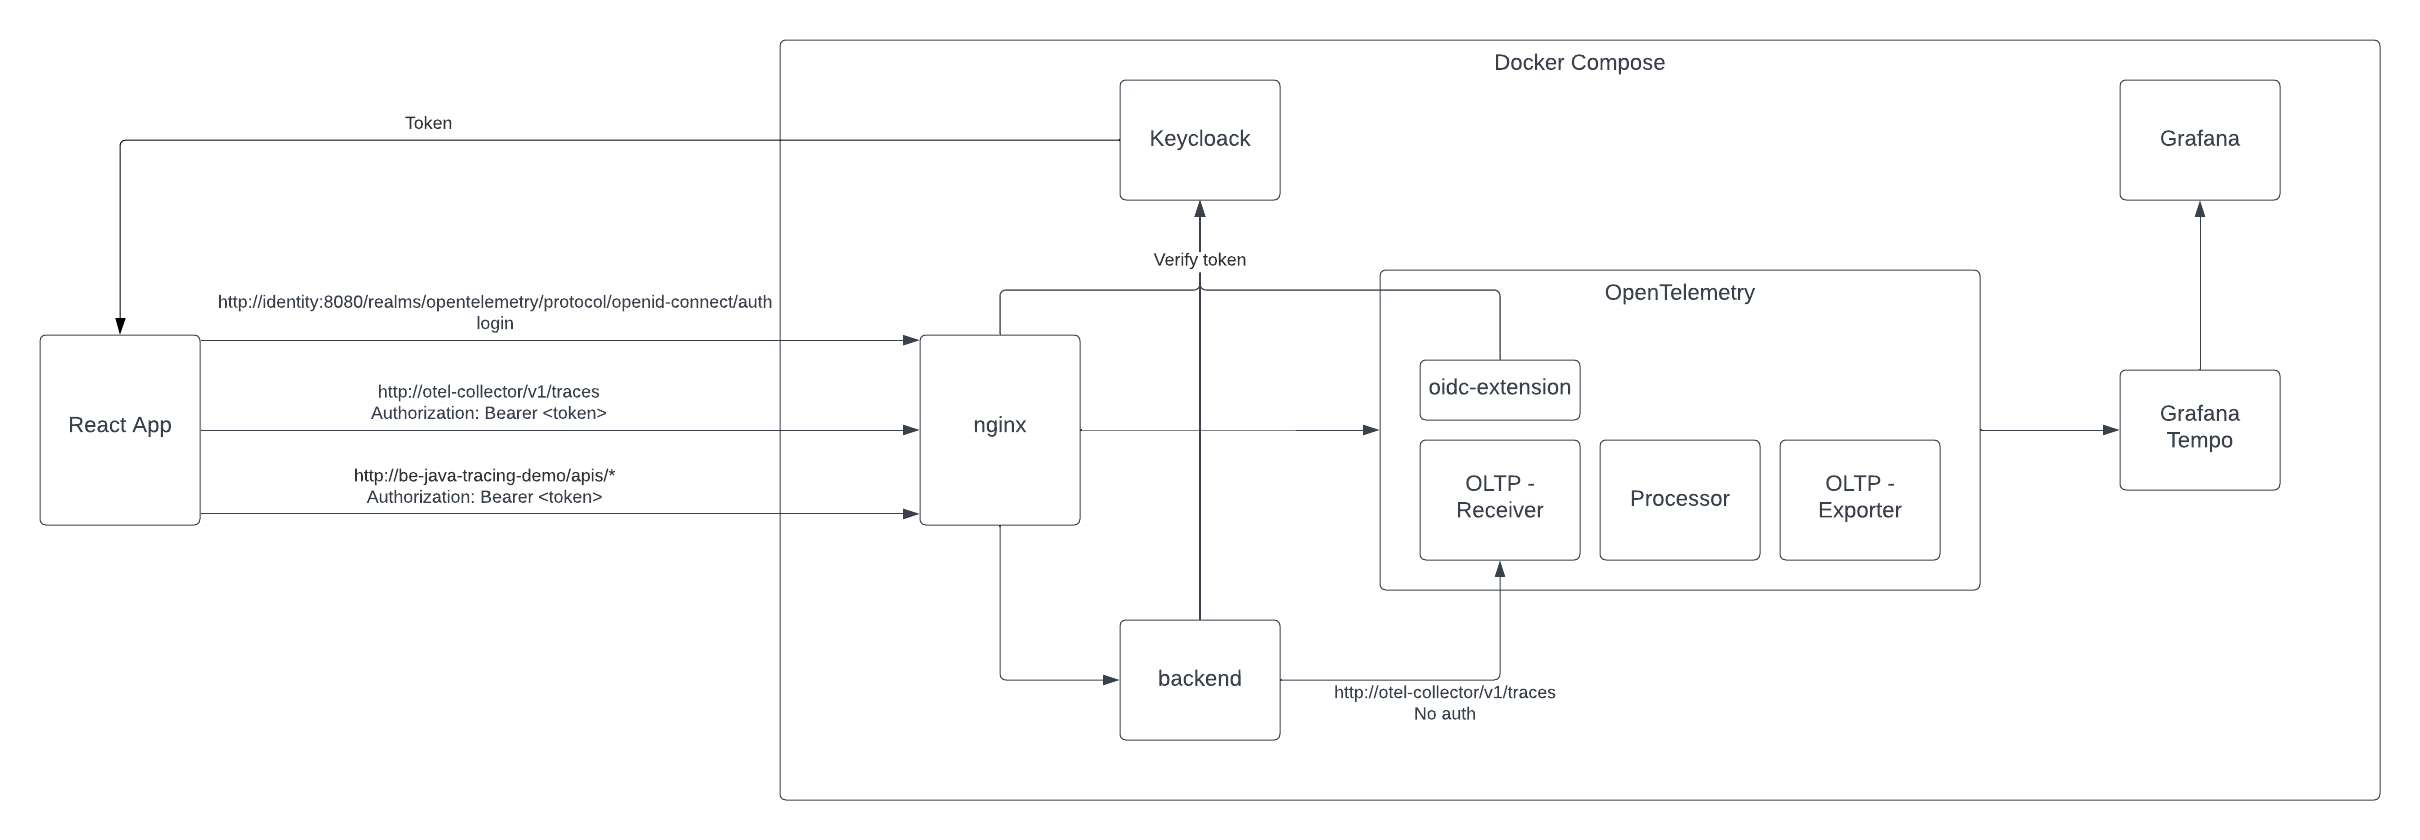 Docker Compose
Token
Keycloack
Grafana
Verify token
http://identity:8080/realms/opentelemetry/protocol/openid-connect/auth
login
OpenTelemetry
http://otel-collector/v1/traces
Authorization: Bearer <token>
oidc-extension
React App
nginx
Grafana
Tempo
http://be-java-tracing-demo/apis/*
Authorization: Bearer <token>
OLTP -
Receiver
Processor
OLTP -
Exporter
backend
http://otel-collector/v1/traces
No auth